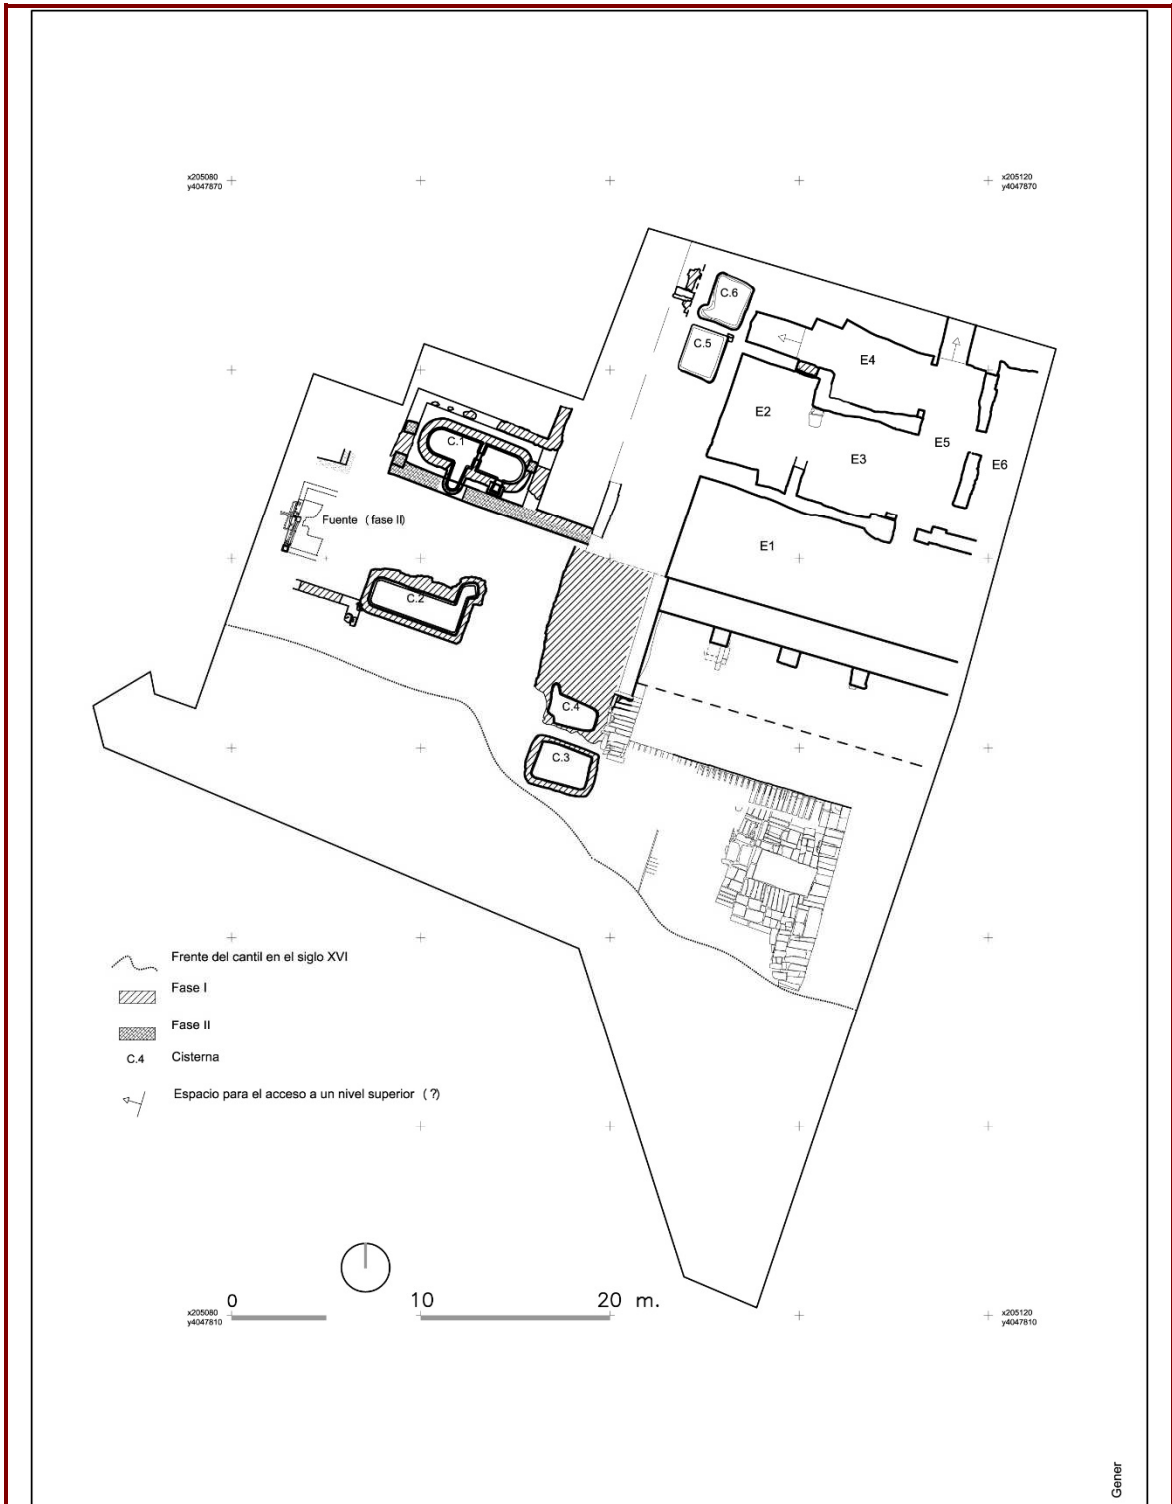 x205080
y4047870
x205120
y4047870
C.6
C.5
E4
E2
E5
E3
E6
C.1
Fuente ( fase II)
E1
C.2
C.4
C.3
Frente del cantil en el siglo XVI
Fase I
Fase II
C.4 Cisterna
Espacio para el acceso a un nivel superior ( ?)
0 10 20 m.
x205080
y4047810
x205120
y4047810
Gener